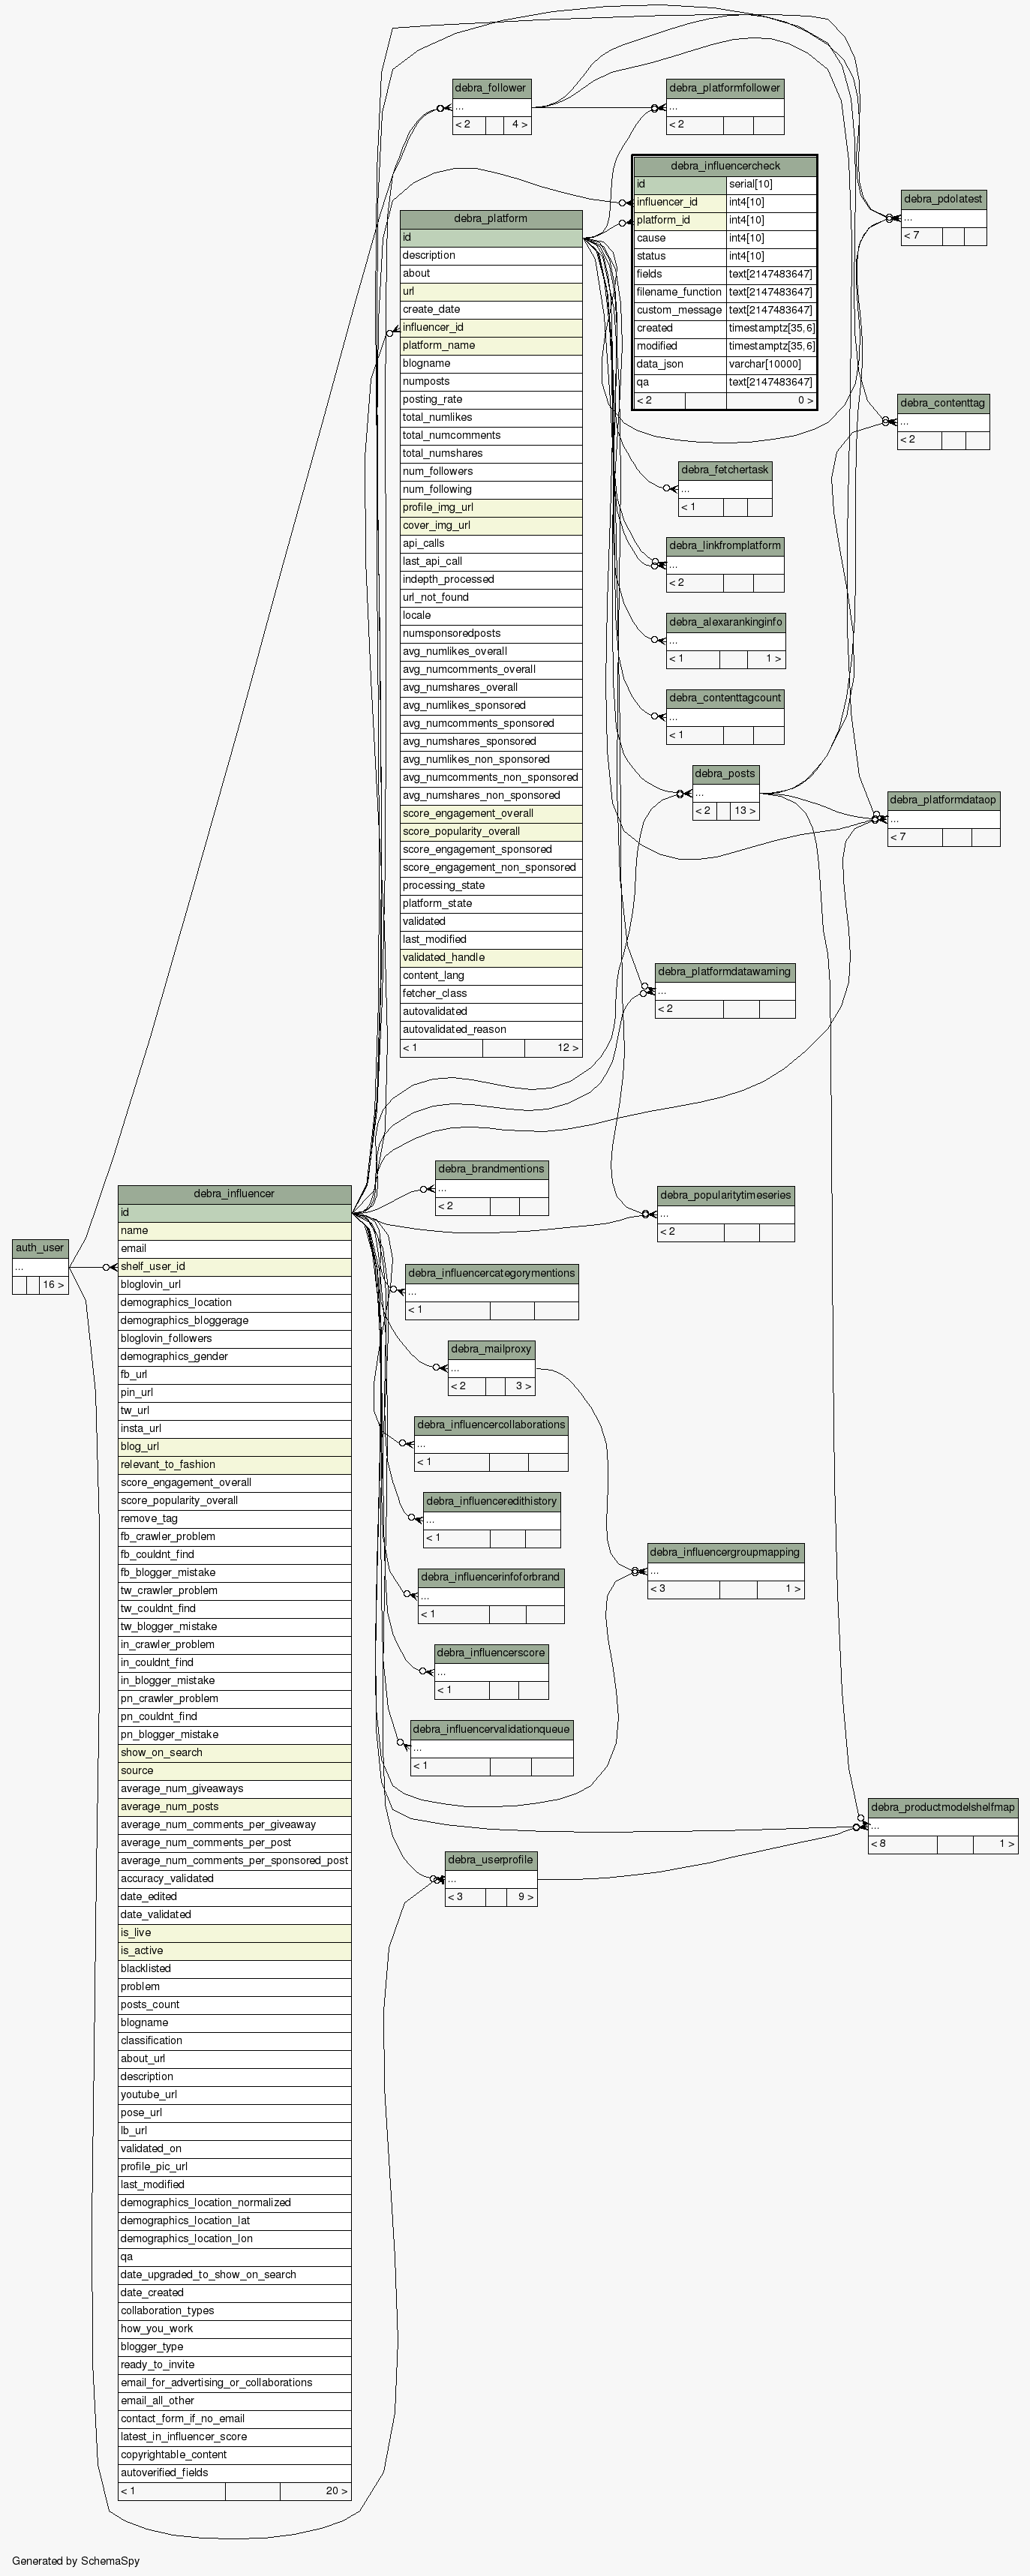 debra_follower
...
< 2 4 >
debra_platformfollower
...
< 2
debra_influencercheck
id serial[10]
influencer_id int4[10]
platform_id int4[10]
cause int4[10]
status int4[10]
fields text[2147483647]
filename_function text[2147483647]
custom_message text[2147483647]
created timestamptz[35,6]
modified timestamptz[35,6]
data_json varchar[10000]
qa text[2147483647]
< 2 0 >
debra_pdolatest
...
< 7
debra_platform
id
description
about
url
create_date
influencer_id
platform_name
blogname
numposts
posting_rate
total_numlikes
total_numcomments
total_numshares
num_followers
num_following
profile_img_url
cover_img_url
api_calls
last_api_call
indepth_processed
url_not_found
locale
numsponsoredposts
avg_numlikes_overall
avg_numcomments_overall
avg_numshares_overall
avg_numlikes_sponsored
avg_numcomments_sponsored
avg_numshares_sponsored
avg_numlikes_non_sponsored
avg_numcomments_non_sponsored
avg_numshares_non_sponsored
score_engagement_overall
score_popularity_overall
score_engagement_sponsored
score_engagement_non_sponsored
processing_state
platform_state
validated
last_modified
validated_handle
content_lang
fetcher_class
autovalidated
autovalidated_reason
< 1 12 >
debra_contenttag
...
< 2
debra_fetchertask
...
< 1
debra_linkfromplatform
...
< 2
debra_alexarankinginfo
...
< 1 1 >
debra_contenttagcount
...
< 1
debra_posts
...
< 2 13 >
debra_platformdataop
...
< 7
debra_platformdatawarning
...
< 2
debra_brandmentions
...
< 2
debra_popularitytimeseries
...
< 2
auth_user
...
16 >
debra_influencer
id
name
email
shelf_user_id
bloglovin_url
demographics_location
demographics_bloggerage
bloglovin_followers
demographics_gender
fb_url
pin_url
tw_url
insta_url
blog_url
relevant_to_fashion
score_engagement_overall
score_popularity_overall
remove_tag
fb_crawler_problem
fb_couldnt_find
fb_blogger_mistake
tw_crawler_problem
tw_couldnt_find
tw_blogger_mistake
in_crawler_problem
in_couldnt_find
in_blogger_mistake
pn_crawler_problem
pn_couldnt_find
pn_blogger_mistake
show_on_search
source
average_num_giveaways
average_num_posts
average_num_comments_per_giveaway
average_num_comments_per_post
average_num_comments_per_sponsored_post
accuracy_validated
date_edited
date_validated
is_live
is_active
blacklisted
problem
posts_count
blogname
classification
about_url
description
youtube_url
pose_url
lb_url
validated_on
profile_pic_url
last_modified
demographics_location_normalized
demographics_location_lat
demographics_location_lon
qa
date_upgraded_to_show_on_search
date_created
collaboration_types
how_you_work
blogger_type
ready_to_invite
email_for_advertising_or_collaborations
email_all_other
contact_form_if_no_email
latest_in_influencer_score
copyrightable_content
autoverified_fields
< 1 20 >
debra_influencercategorymentions
...
< 1
debra_mailproxy
...
< 2 3 >
debra_influencercollaborations
...
< 1
debra_influenceredithistory
...
< 1
debra_influencerinfoforbrand
...
< 1
debra_influencergroupmapping
...
< 3 1 >
debra_influencerscore
...
< 1
debra_influencervalidationqueue
...
< 1
debra_productmodelshelfmap
...
< 8 1 >
debra_userprofile
...
< 3 9 >
Generated by SchemaSpy